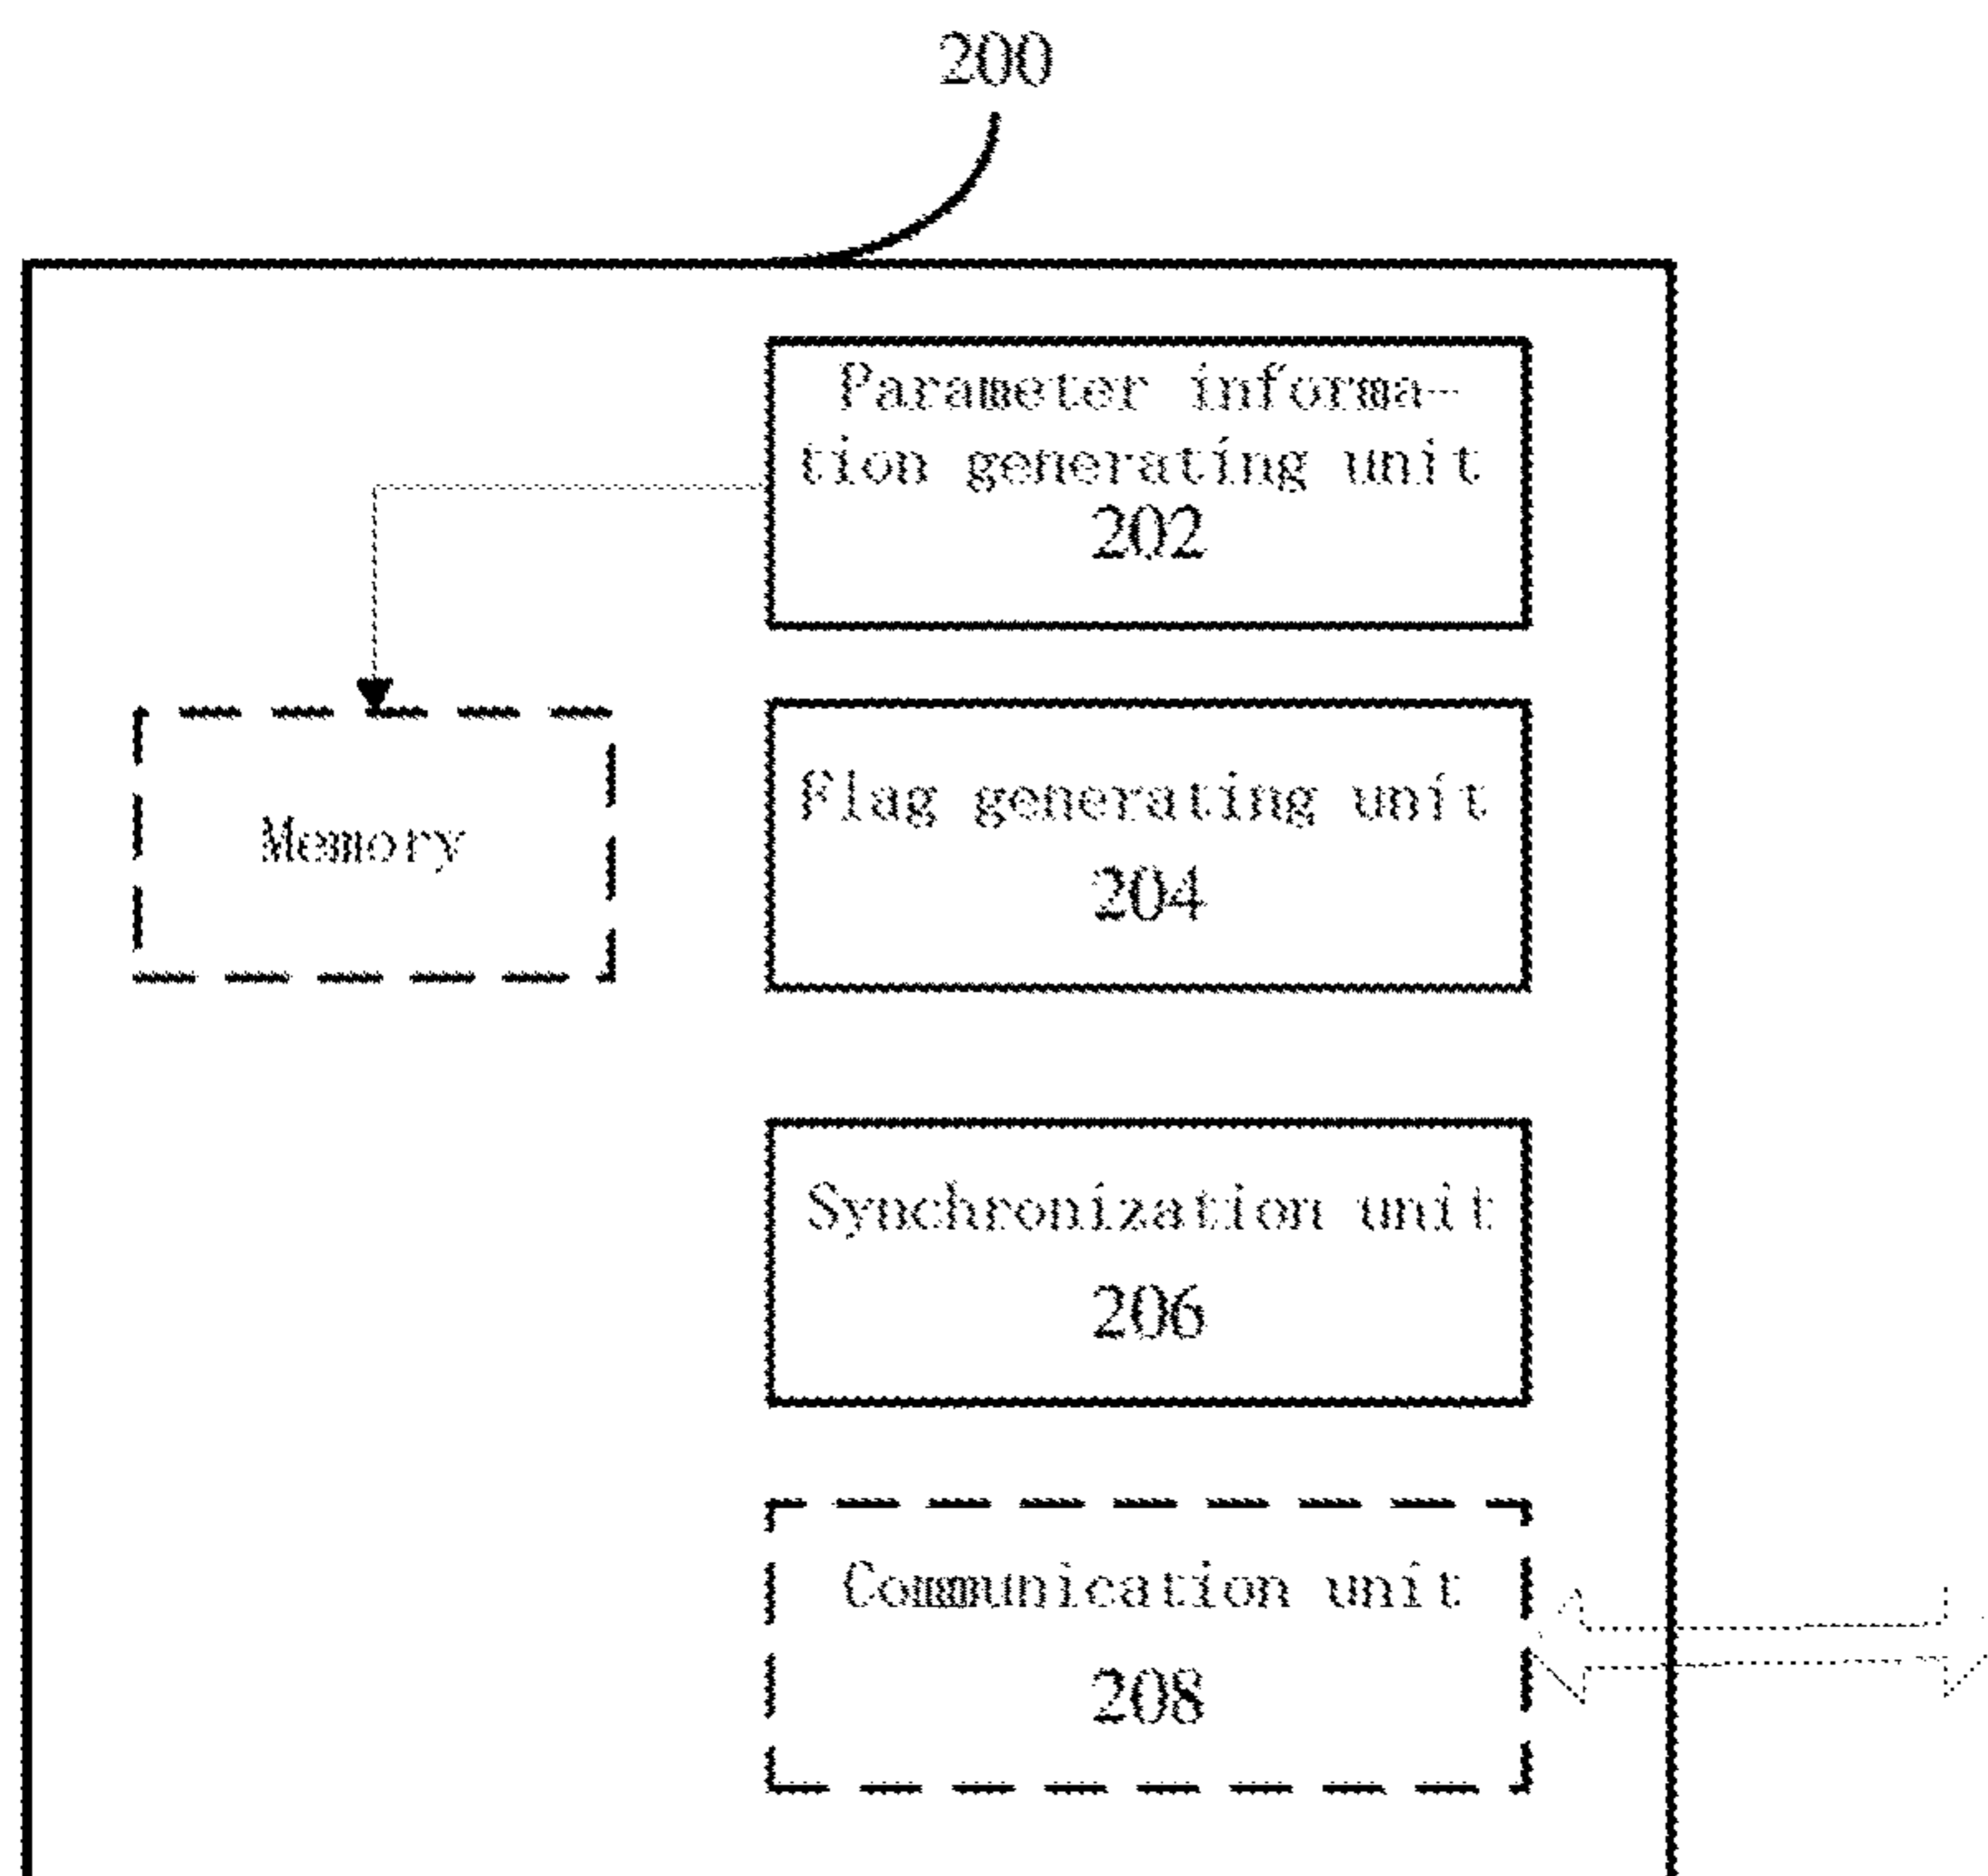 200
Parameter informa-
tion generating unit
202
Memory
Flag generating unit
204
Synchronization unit
206
Communication unit
208